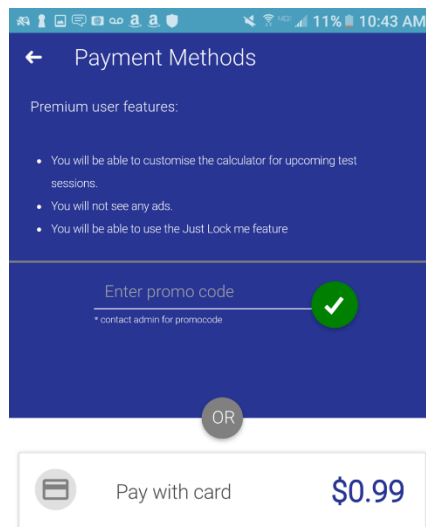 11% 10:43 AM
Payment Methods
Premium user features:
• You will be able to customise the calculator for upcoming test
sessions.
• You will not see any ads.
• You will be able to use the Just Lock me feature
Enter promo code
* contact admin for promocode
OR
Pay with card $0.99